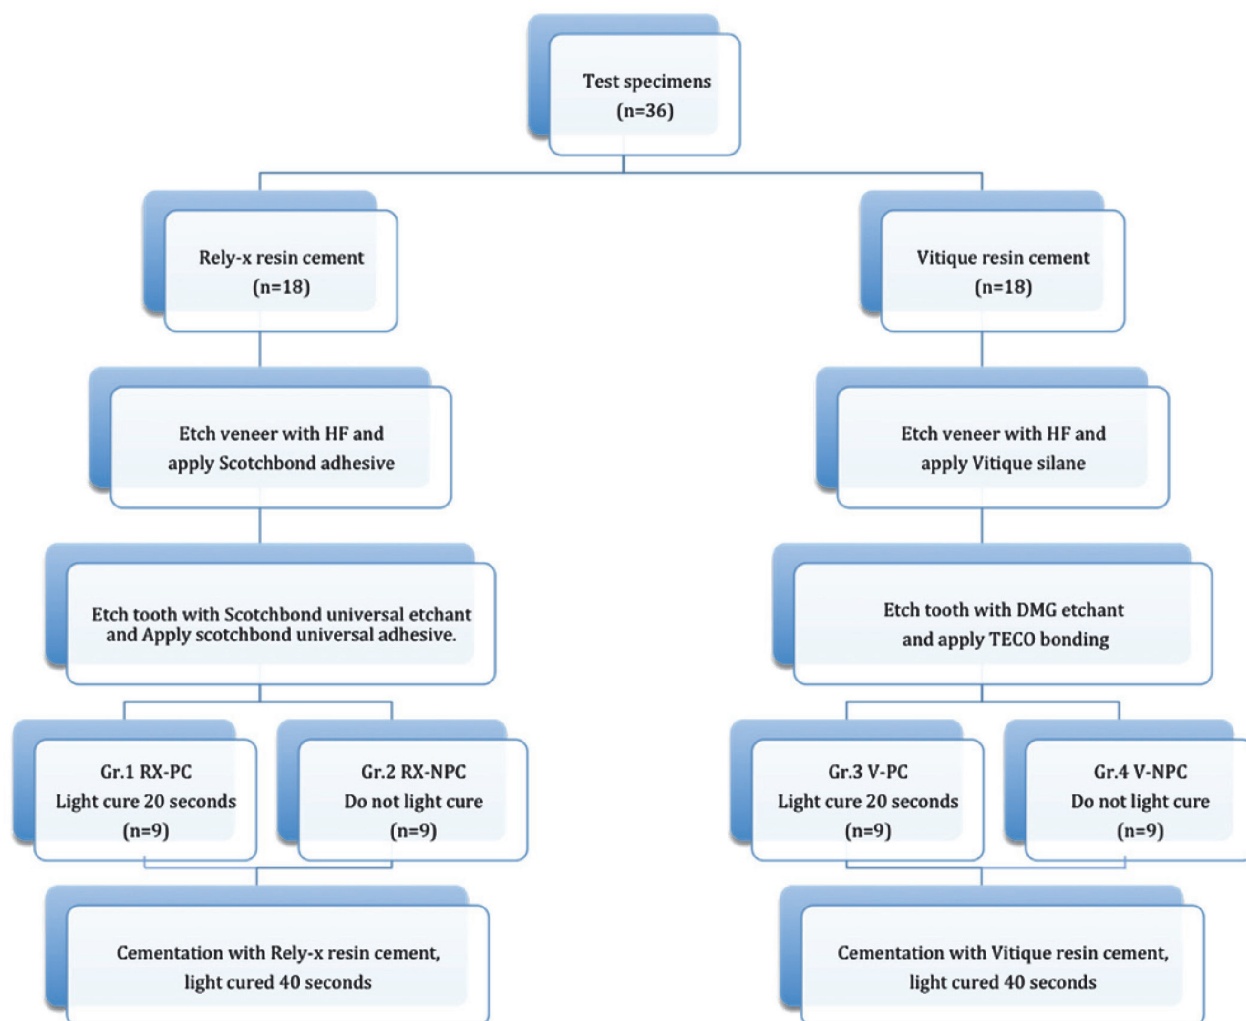 Test specimens
(n=36)
Rely-x resin cement
(n=18)
Vitique resin cement
(n=18)
Etch veneer with HF and
apply Scotchbond adhesive
Etch veneer with HF and
apply Vitique silane
Etch tooth with Scotchbond universal etchant
and Apply scotchbond universal adhesive.
Etch tooth with DMG etchant
and apply TECO bonding
Gr.1 RX-PC
Light cure 20 seconds
(n=9)
Gr.2 RX-NPC
Do not light cure
(n=9)
Gr.3 V-PC
Light cure 20 seconds
(n=9)
Gr.4 V-NPC
Do not light cure
(n=9)
Cementation with Rely-x resin cement,
light cured 40 seconds
Cementation with Vitique resin cement,
light cured 40 seconds